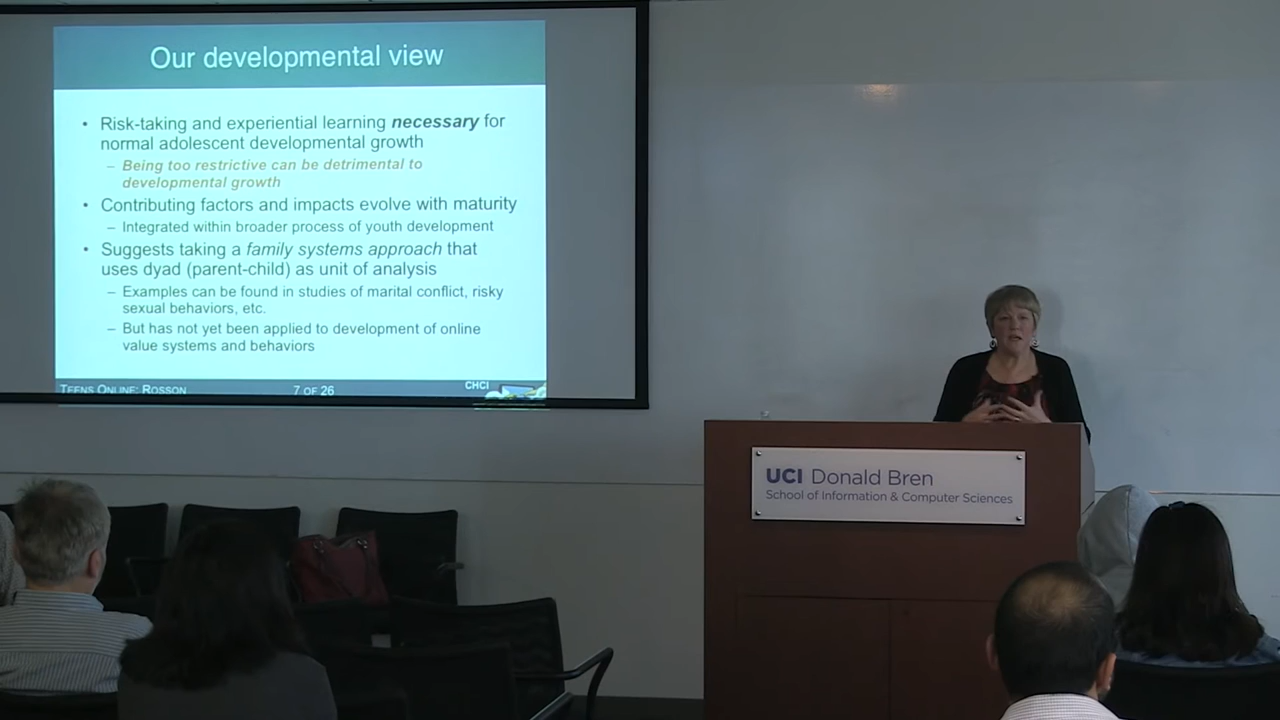 Our developmental view
• Risk-taking and experiential learning necessary for
normal adolescent developmental growth
– Being too restrictive can be detrimental to
developmental growth
• Contributing factors and impacts evolve with maturity
– Integrated within broader process of youth development
• Suggests taking a family systems approach that
uses dyad (parent-child) as unit of analysis
– Examples can be found in studies of marital conflict, risky
sexual behaviors, etc.
– But has not yet been applied to development of online
value systems and behaviors
TEENS ONLINE: ROSSON
7 OF 26
CHCI
UCI Donald Bren
School of Information & Computer Sciences